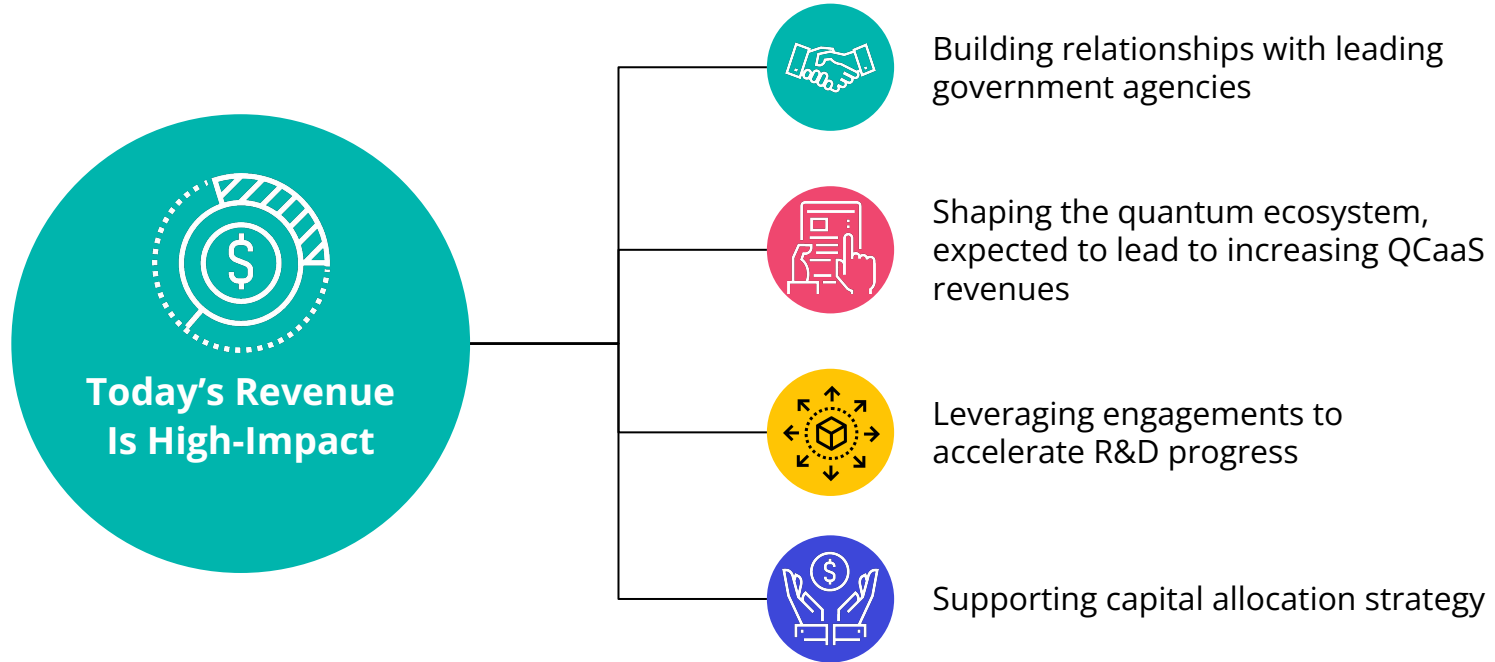 Today’s Revenue
Is High-Impact
Building relationships with leading
government agencies
Shaping the quantum ecosystem,
expected to lead to increasing QCaaS
revenues
Leveraging engagements to
accelerate R&D progress
Supporting capital allocation strategy